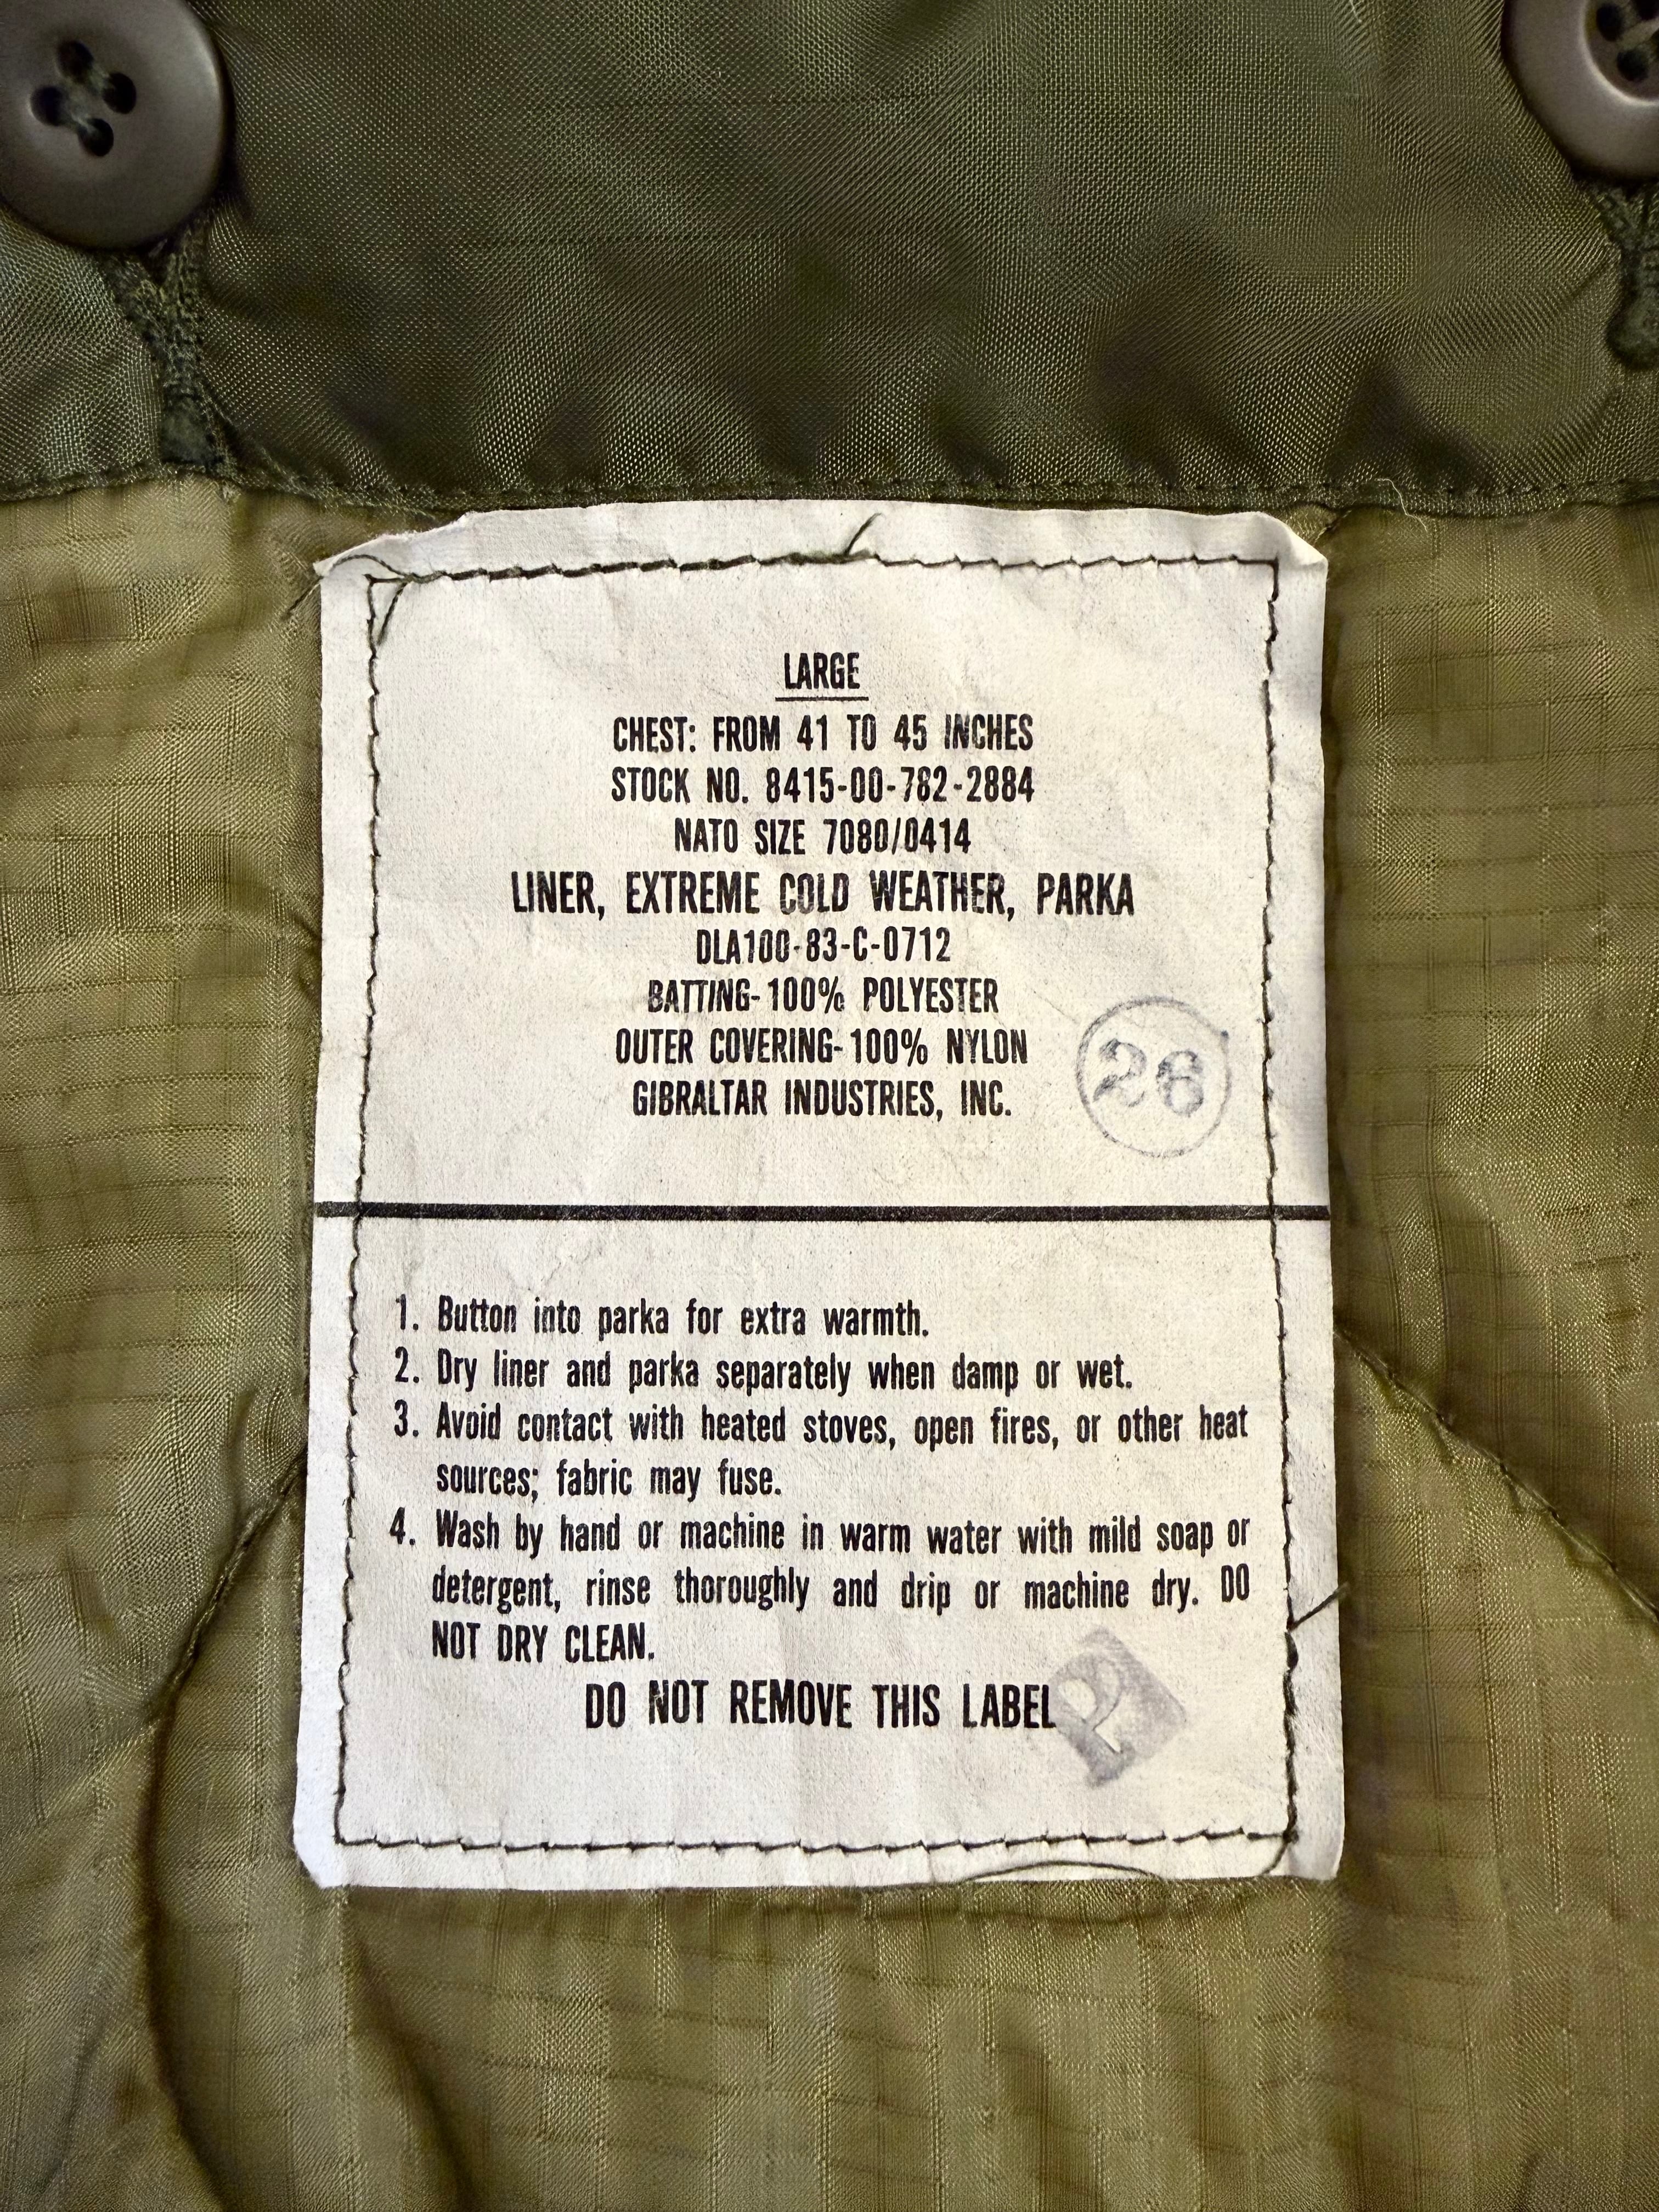 LARGE
CHEST: FROM 41 TO 45 INCHES
STOCK NO. 8415-00-782-2884
NATO SIZE 7080/0414
LINER, EXTREME COLD WEATHER, PARKA
DLA100-83-C-0712
BATTING-100% POLYESTER
OUTER COVERING-100% NYLON
GIBRALTAR INDUSTRIES, INC.
26
1. Button into parka for extra warmth.
2. Dry liner and parka separately when damp or wet.
3. Avoid contact with heated stoves, open fires, or other heat
sources; fabric may fuse.
4. Wash by hand or machine in warm water with mild soap or
detergent, rinse thoroughly and drip or machine dry. DO
NOT DRY CLEAN.
DO NOT REMOVE THIS LABEL